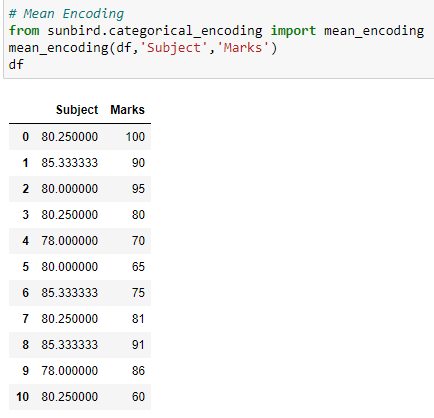 # Mean Encoding
from sunbird.categorical_encoding import mean_encoding
mean_encoding(df,'Subject','Marks')
df
Subject Marks
0 80.250000 100
1 85.333333 90
2 80.000000 95
3 80.250000 80
4 78.000000 70
5 80.000000 65
6 85.333333 75
7 80.250000 81
8 85.333333 91
9 78.000000 86
10 80.250000 60